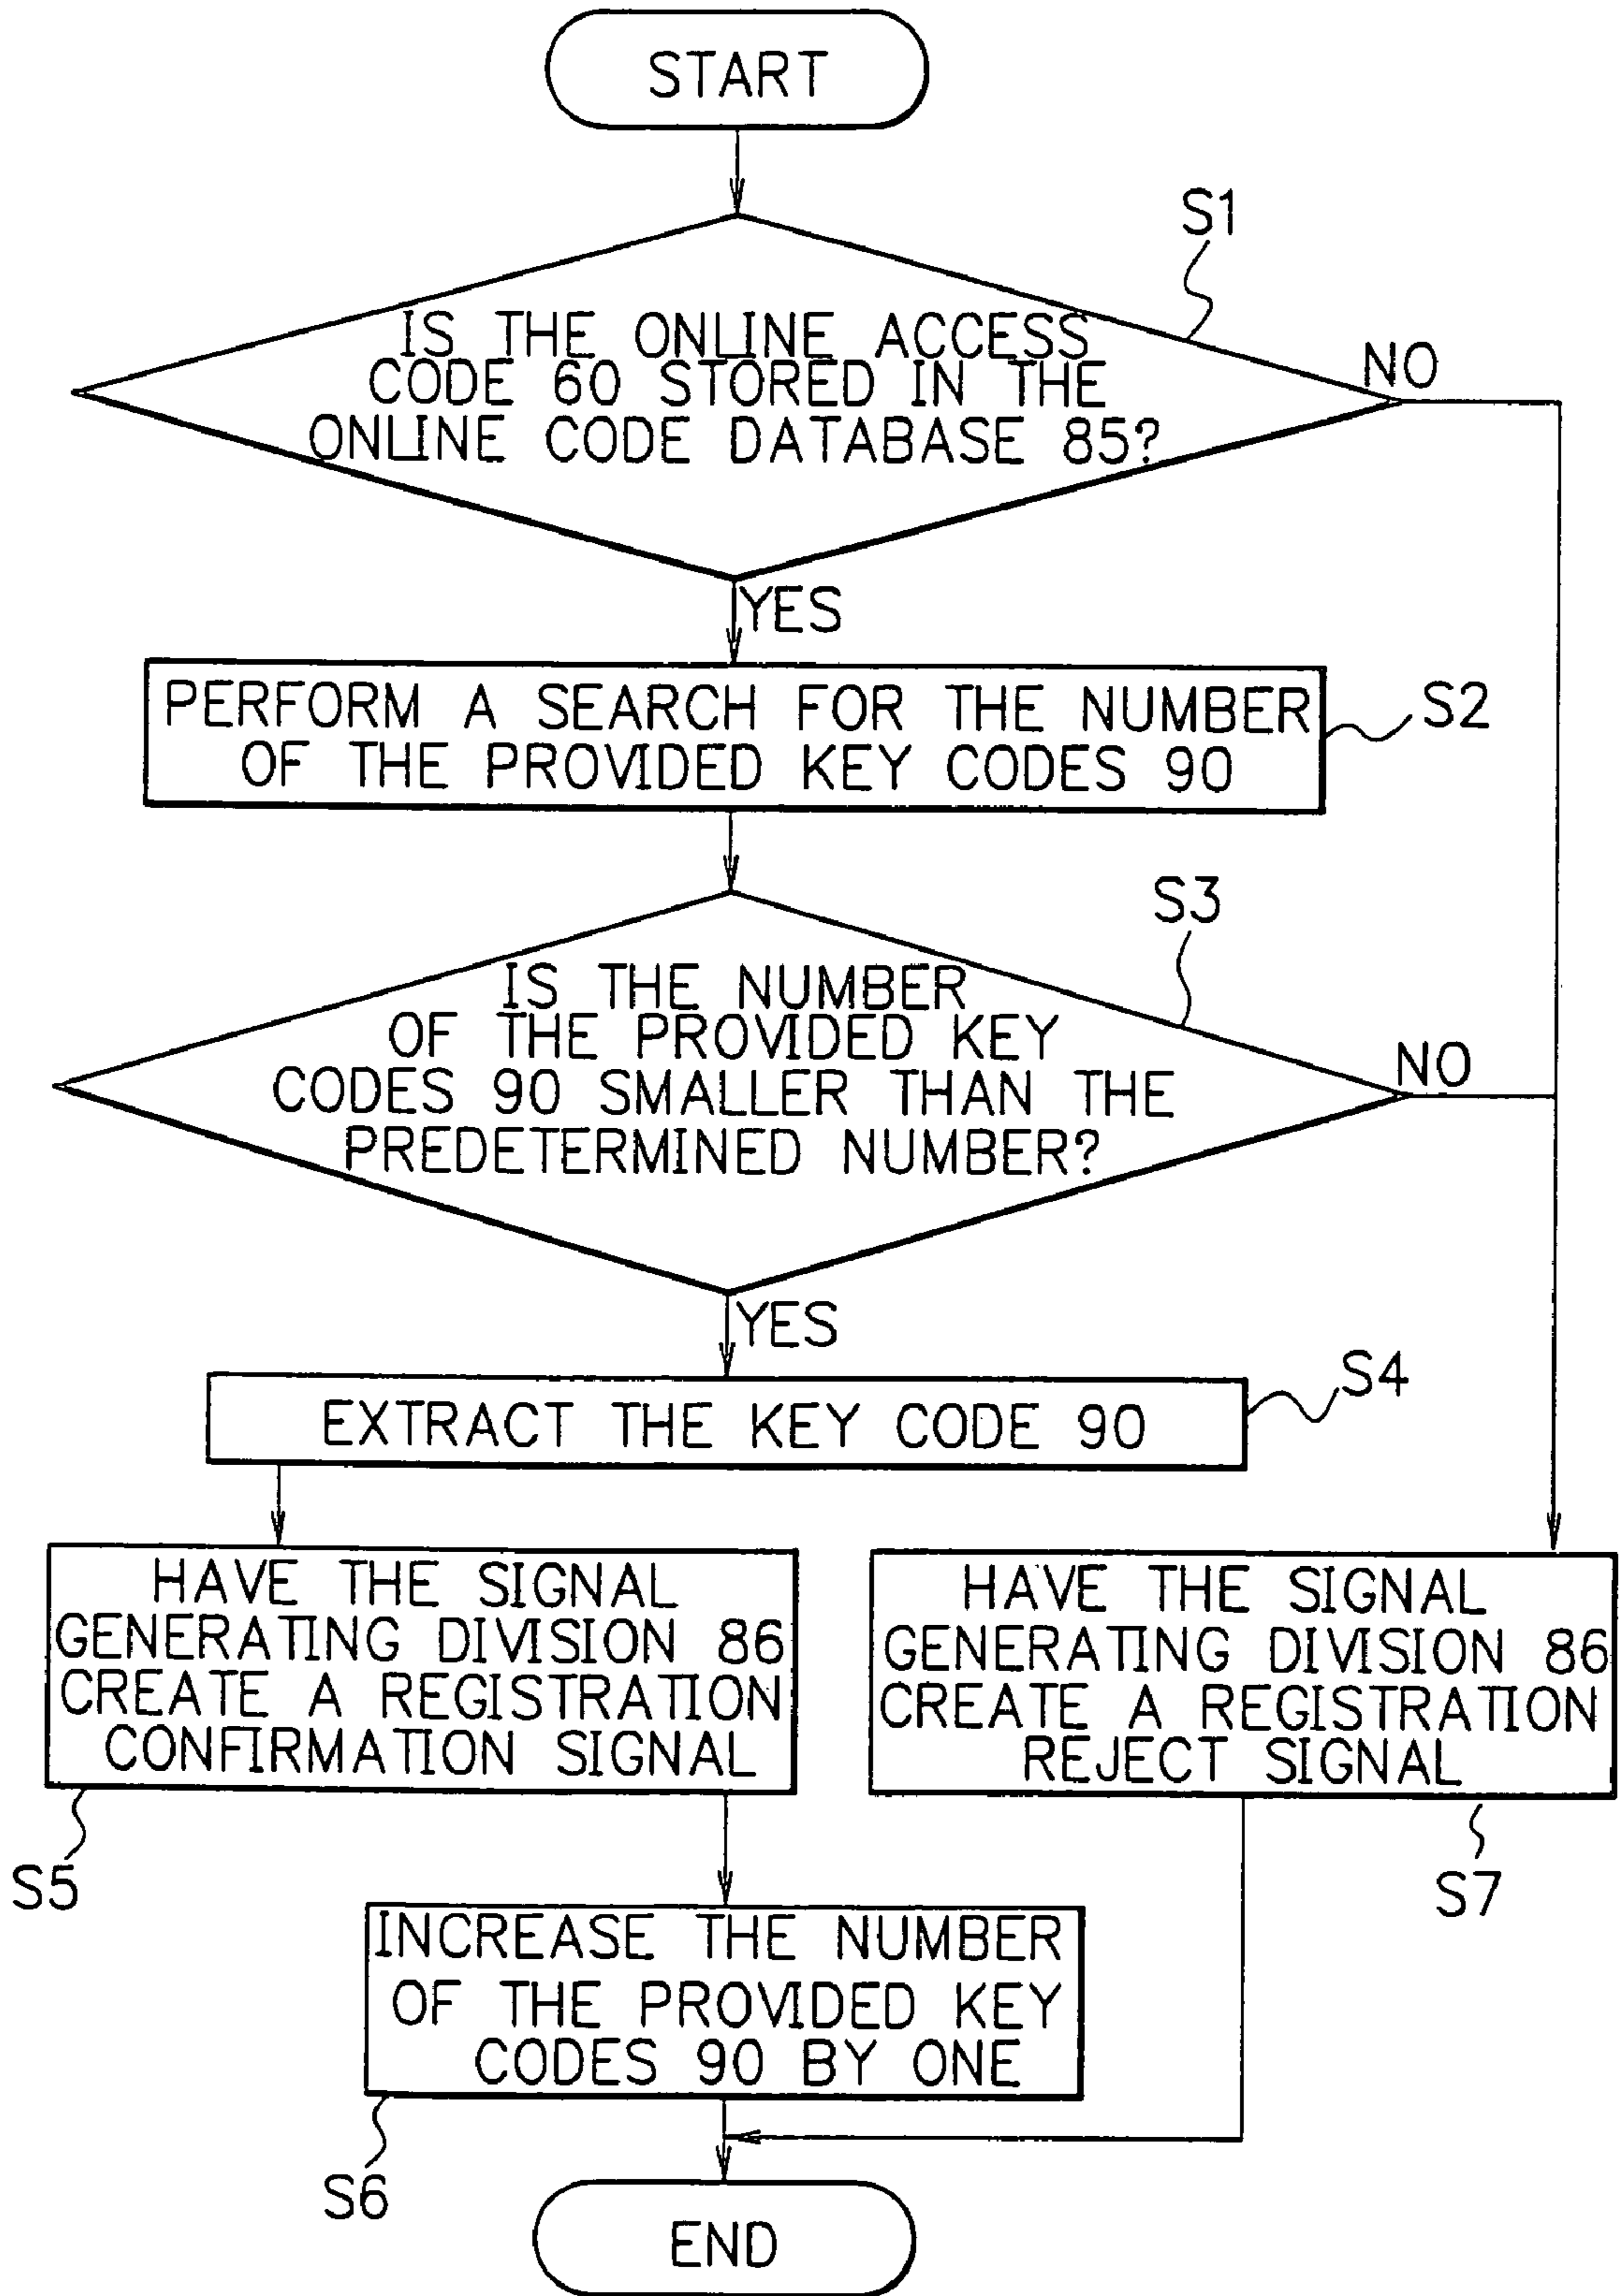 START
S1
IS THE ONLINE ACCESS
CODE 60 STORED IN THE
ONLINE CODE DATABASE 85?
NO
YES
PERFORM A SEARCH FOR THE NUMBER
OF THE PROVIDED KEY CODES 90
S2
S3
IS THE NUMBER
OF THE PROVIDED KEY
CODES 90 SMALLER THAN THE
PREDETERMINED NUMBER?
NO
YES
S4
EXTRACT THE KEY CODE 90
HAVE THE SIGNAL
GENERATING DIVISION 86
CREATE A REGISTRATION
CONFIRMATION SIGNAL
S5
HAVE THE SIGNAL
GENERATING DIVISION 86
CREATE A REGISTRATION
REJECT SIGNAL
S7
INCREASE THE NUMBER
OF THE PROVIDED KEY
CODES 90 BY ONE
S6
END